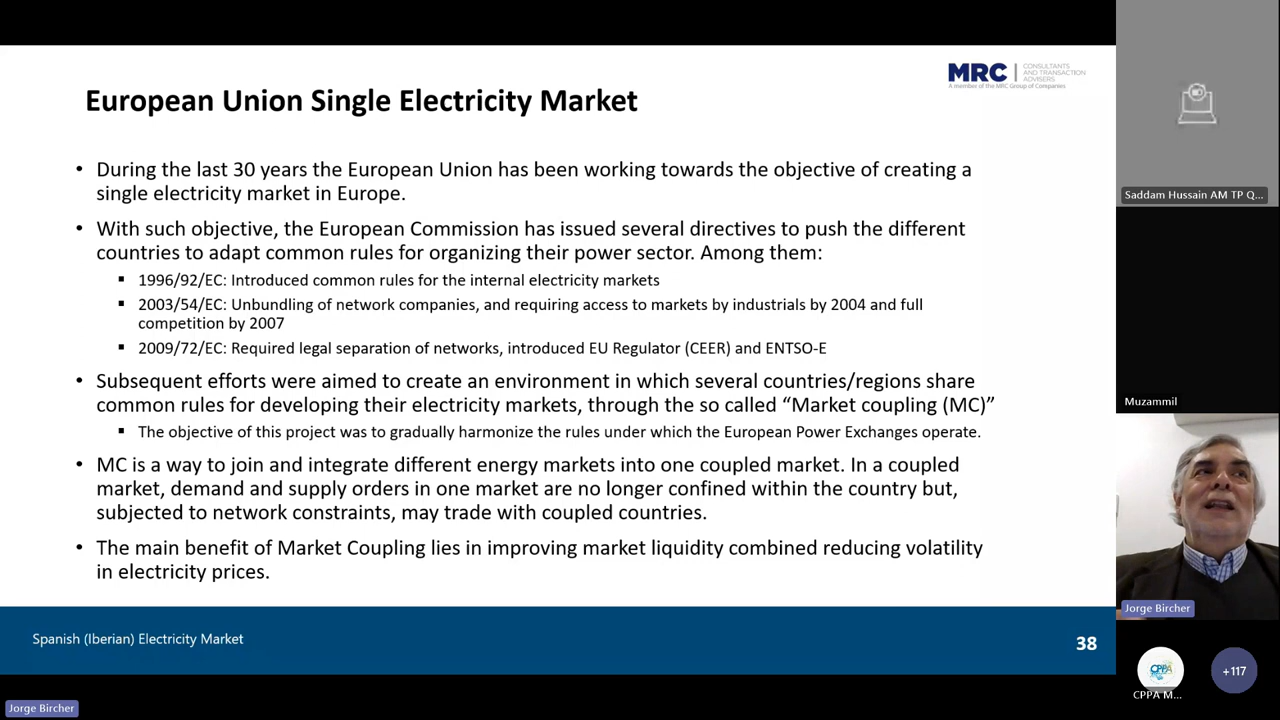 MRC
CONSULTANTS
AND TRANSACTION
ADVISERS
A member of the MRC Group of Companies
European Union Single Electricity Market
• During the last 30 years the European Union has been working towards the objective of creating a
single electricity market in Europe.
• With such objective, the European Commission has issued several directives to push the different
countries to adapt common rules for organizing their power sector. Among them:
▪ 1996/92/EC: Introduced common rules for the internal electricity markets
▪ 2003/54/EC: Unbundling of network companies, and requiring access to markets by industrials by 2004 and full
competition by 2007
▪ 2009/72/EC: Required legal separation of networks, introduced EU Regulator (CEER) and ENTSO-E
• Subsequent efforts were aimed to create an environment in which several countries/regions share
common rules for developing their electricity markets, through the so called “Market coupling (MC)”
▪ The objective of this project was to gradually harmonize the rules under which the European Power Exchanges operate.
• MC is a way to join and integrate different energy markets into one coupled market. In a coupled
market, demand and supply orders in one market are no longer confined within the country but,
subjected to network constraints, may trade with coupled countries.
• The main benefit of Market Coupling lies in improving market liquidity combined reducing volatility
in electricity prices.
Spanish (Iberian) Electricity Market
38
Jorge Bircher
Saddam Hussain AM TP Q...
Muzammil
Jorge Bircher
CPPA
CPPA M...
+117